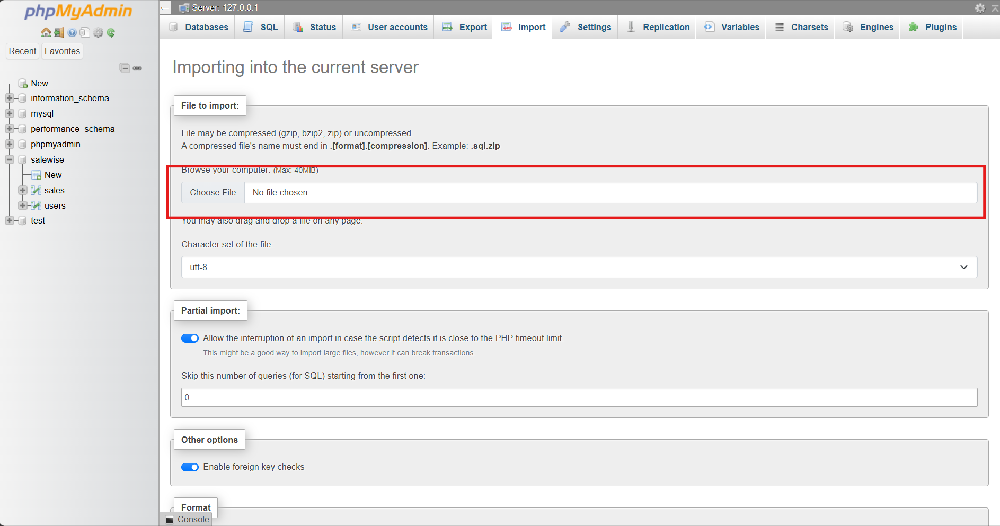 phpMyAdmin
Recent Favorites
New
information_schema
mysql
performance_schema
phpmyadmin
salewise
New
sales
users
test
Server: 127.0.0.1
Databases SQL Status User accounts Export Import Settings Replication Variables Charsets Engines Plugins
Importing into the current server
File to import:
File may be compressed (gzip, bzip2, zip) or uncompressed.
A compressed file's name must end in .[format].[compression]. Example: .sql.zip
Browse your computer: (Max: 40MiB)
Choose File No file chosen
You may also drag and drop a file on any page.
Character set of the file:
utf-8
Partial import:
Allow the interruption of an import in case the script detects it is close to the PHP timeout limit.
This might be a good way to import large files, however it can break transactions.
Skip this number of queries (for SQL) starting from the first one:
0
Other options
Enable foreign key checks
Format
Console